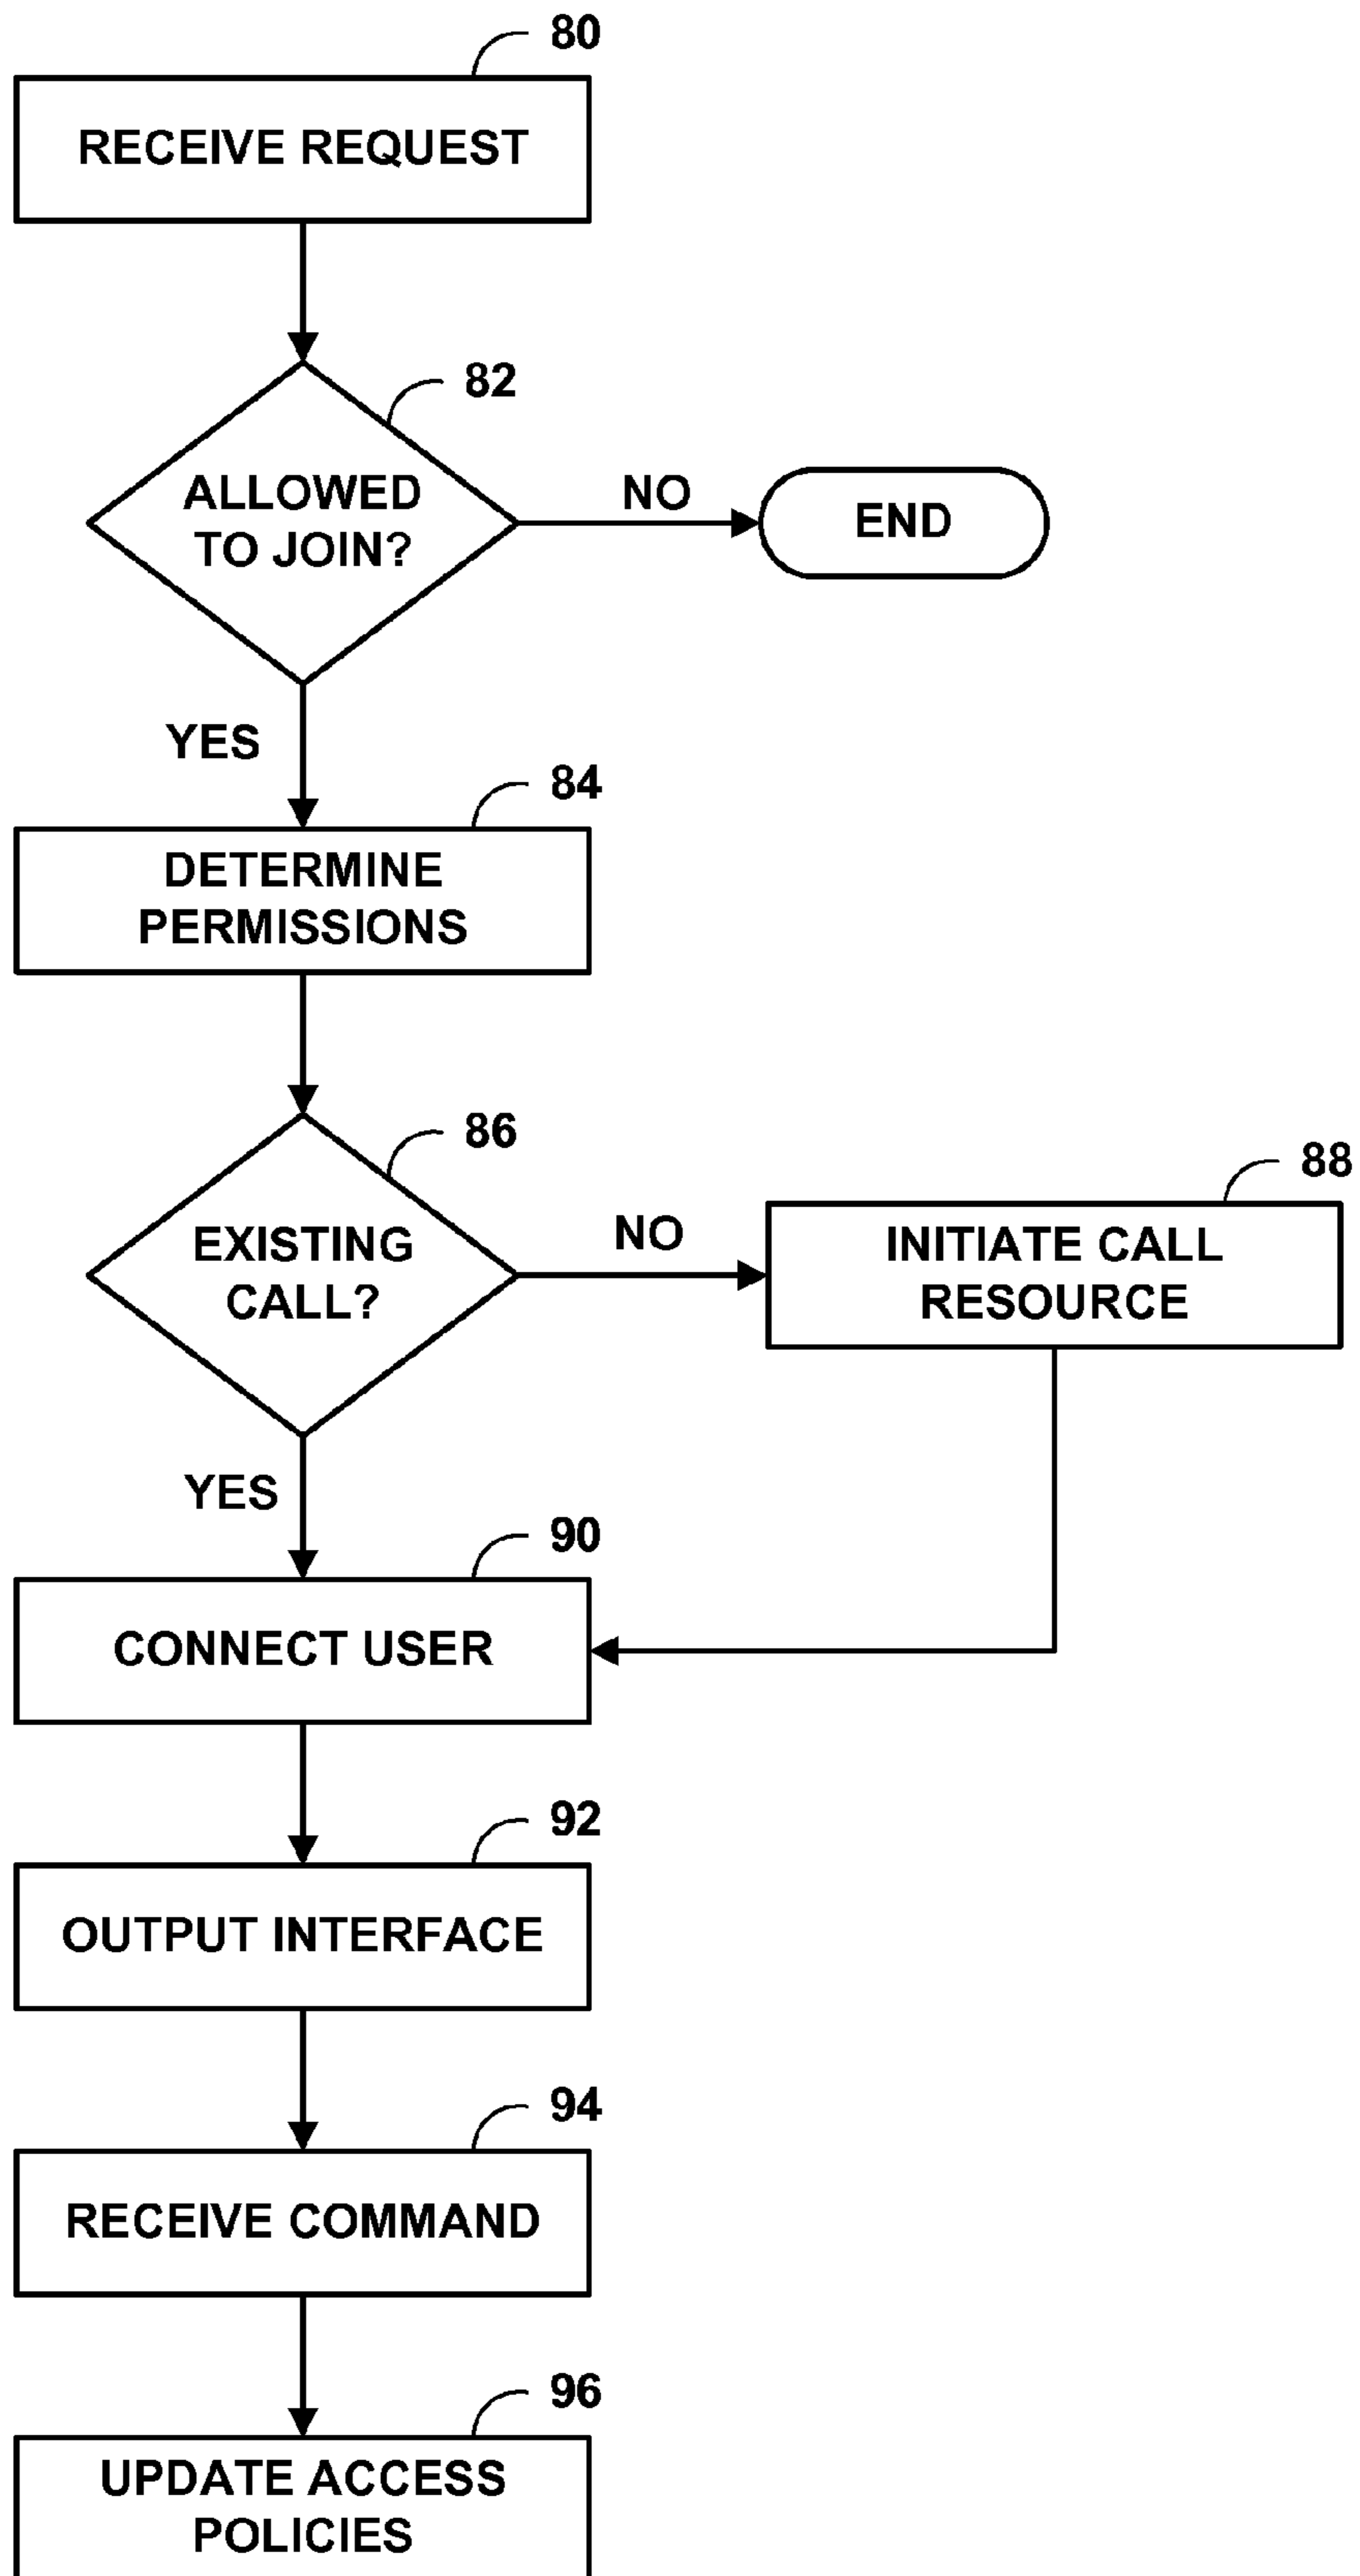 80
RECEIVE REQUEST
82
ALLOWED
TO JOIN?
NO
END
YES
84
DETERMINE
PERMISSIONS
86
EXISTING
CALL?
NO
88
INITIATE CALL
RESOURCE
YES
90
CONNECT USER
92
OUTPUT INTERFACE
94
RECEIVE COMMAND
96
UPDATE ACCESS
POLICIES